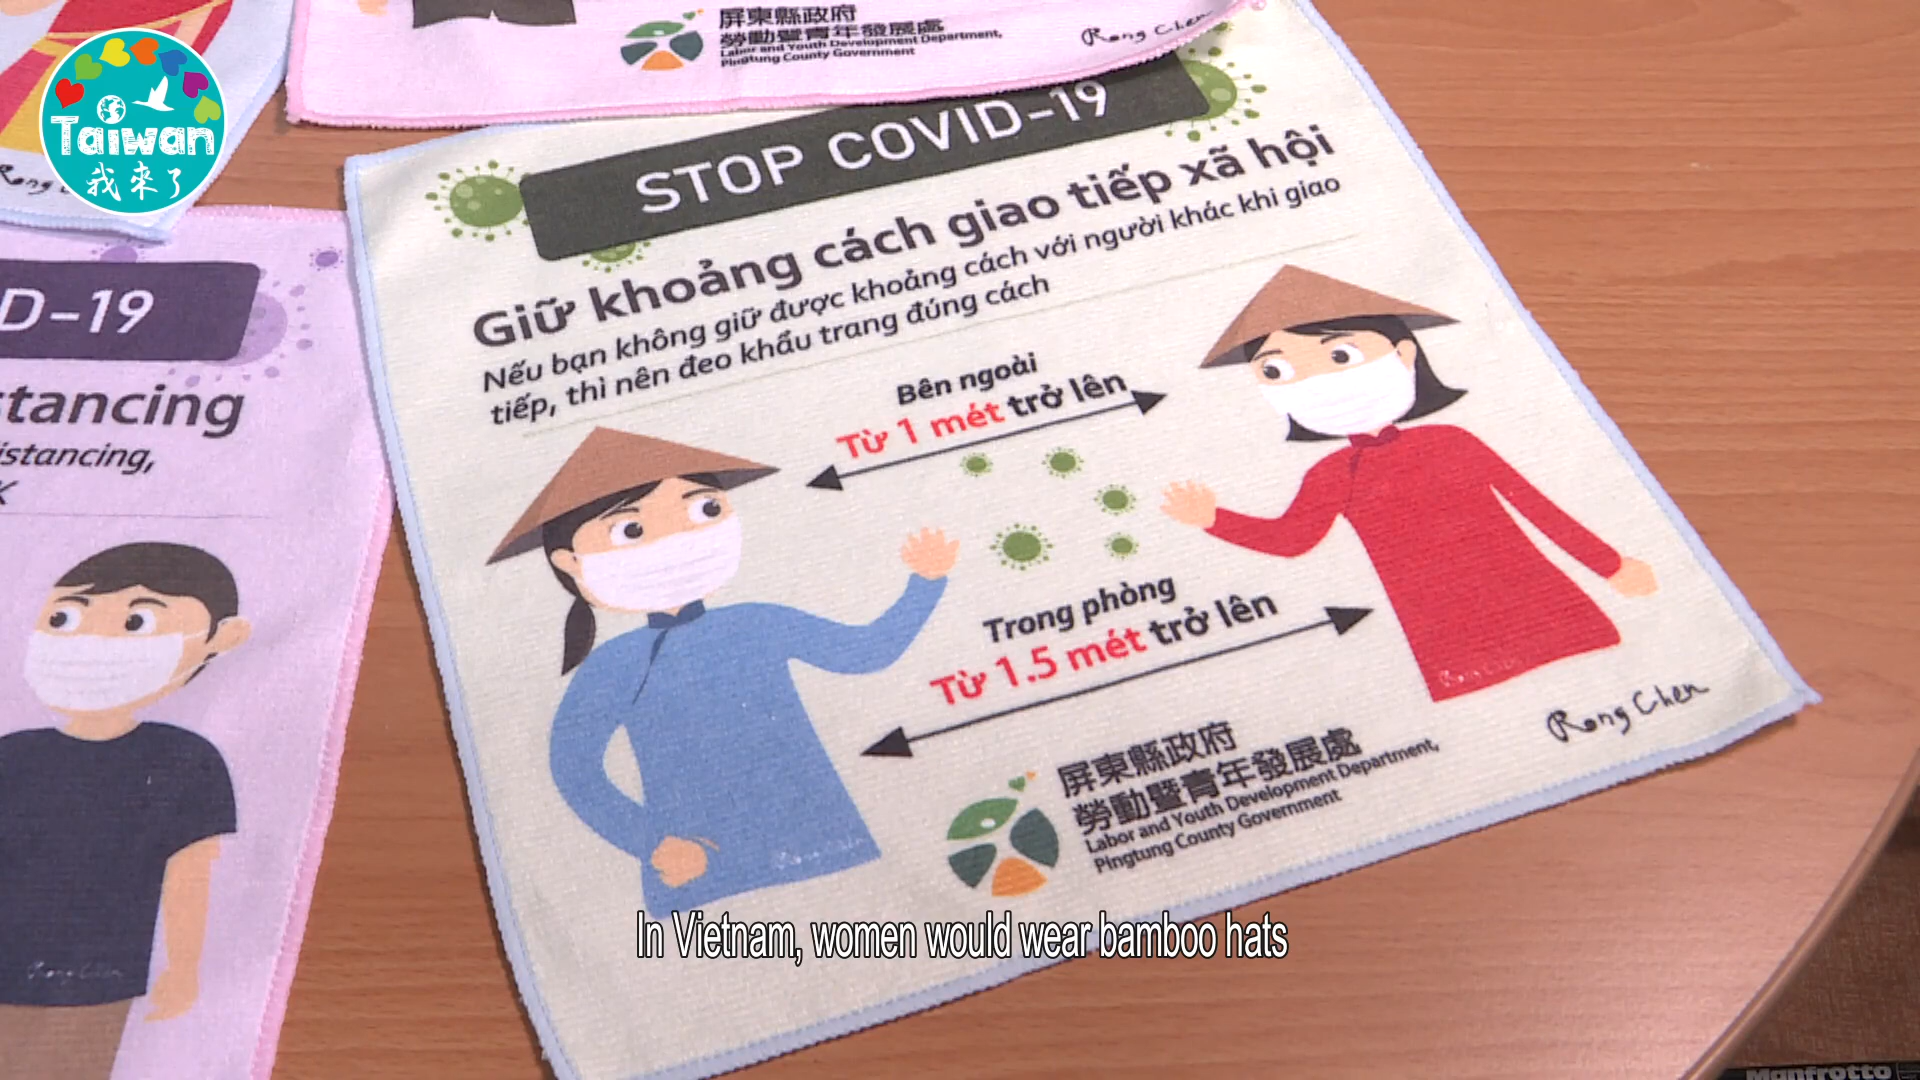 Taiwan
我來了
屏東縣政府
勞動暨青年發展處
Labor and Youth Development Department,
Pingtung County Government
Rong Chen
STOP COVID-19
Giữ khoảng cách giao tiếp xã hội
Nếu bạn không giữ được khoảng cách với người khác khi giao
tiếp, thì nên đeo khẩu trang đúng cách
Bên ngoài
Từ 1 mét trở lên
Trong phòng
Từ 1.5 mét trở lên
屏東縣政府
勞動暨青年發展處
Labor and Youth Development Department,
Pingtung County Government
Rong Chen
D-19
stancing
istancing,
K
Rong Chen
In Vietnam, women would wear bamboo hats
Manfrotto